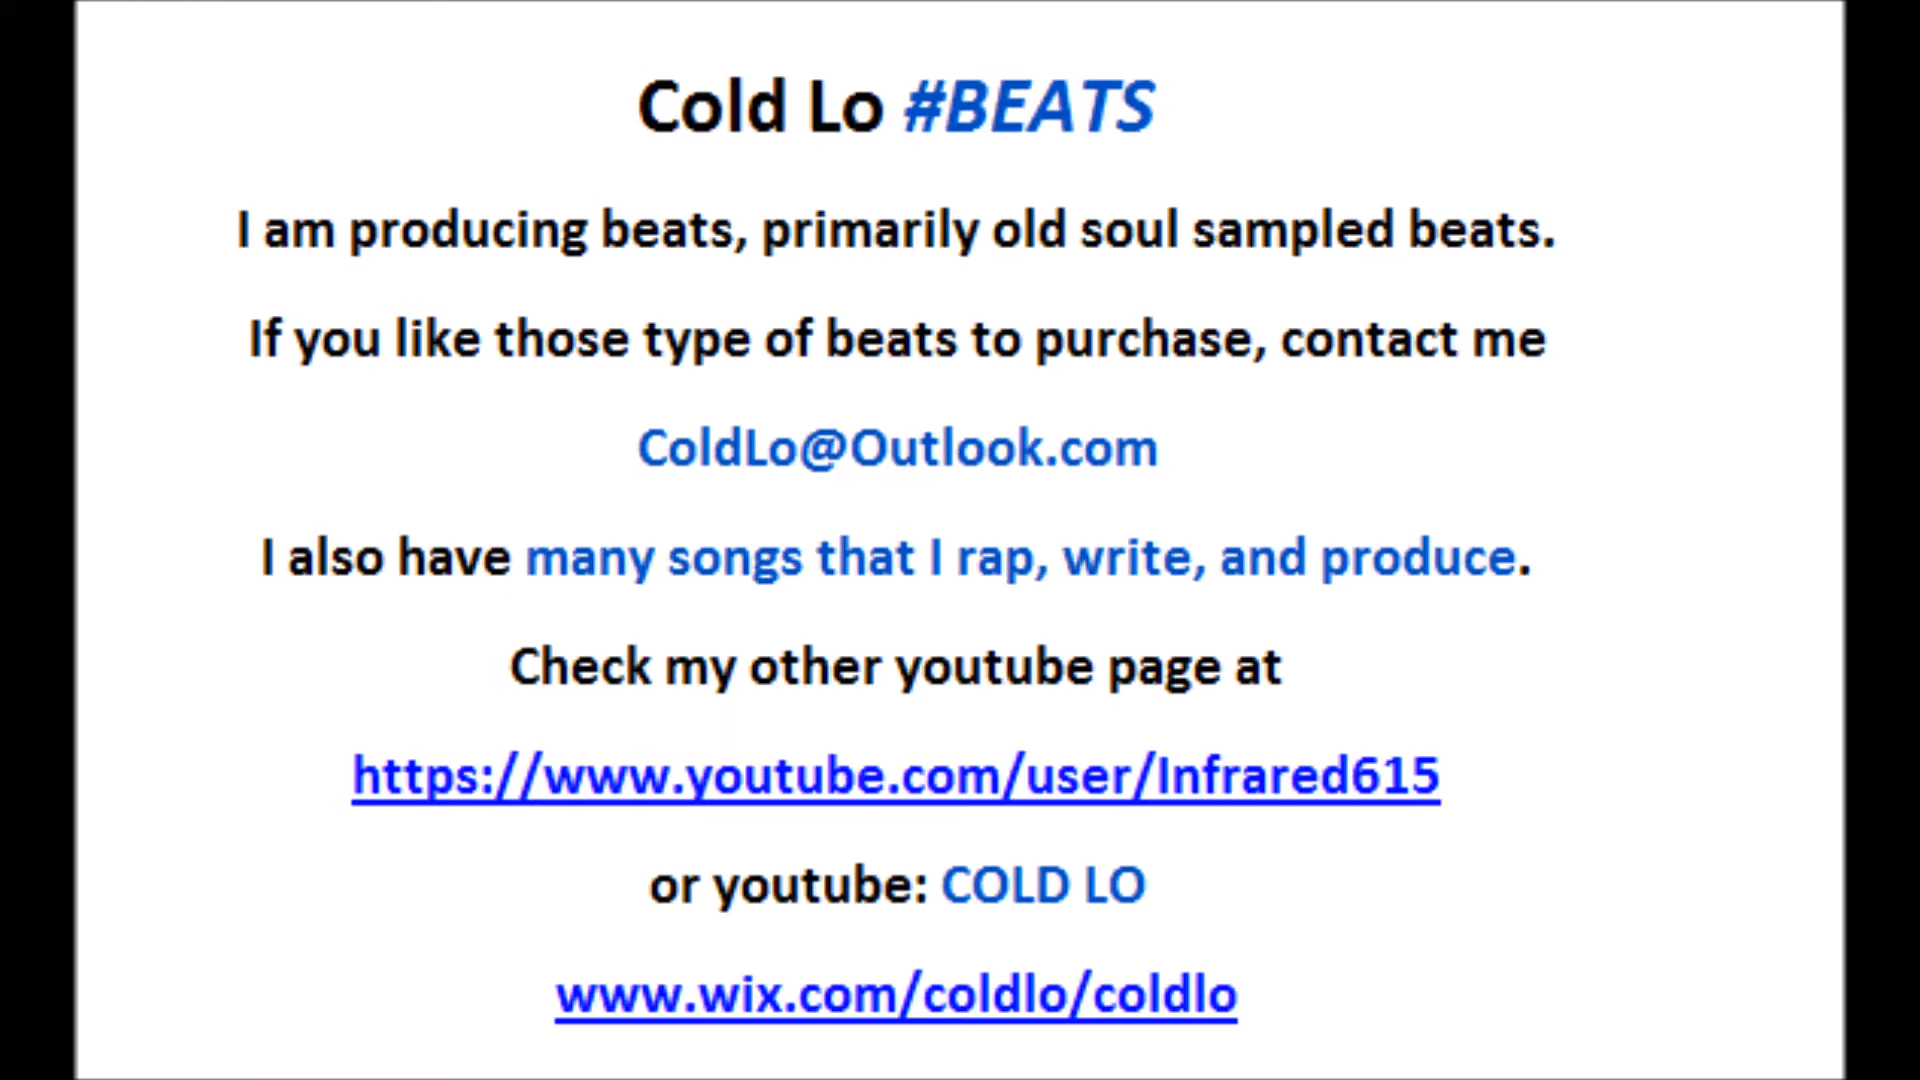 Cold Lo #BEATS
I am producing beats, primarily old soul sampled beats.
If you like those type of beats to purchase, contact me
ColdLo@Outlook.com
I also have many songs that I rap, write, and produce.
Check my other youtube page at
https://www.youtube.com/user/Infrared615
or youtube: COLD LO
www.wix.com/coldlo/coldlo